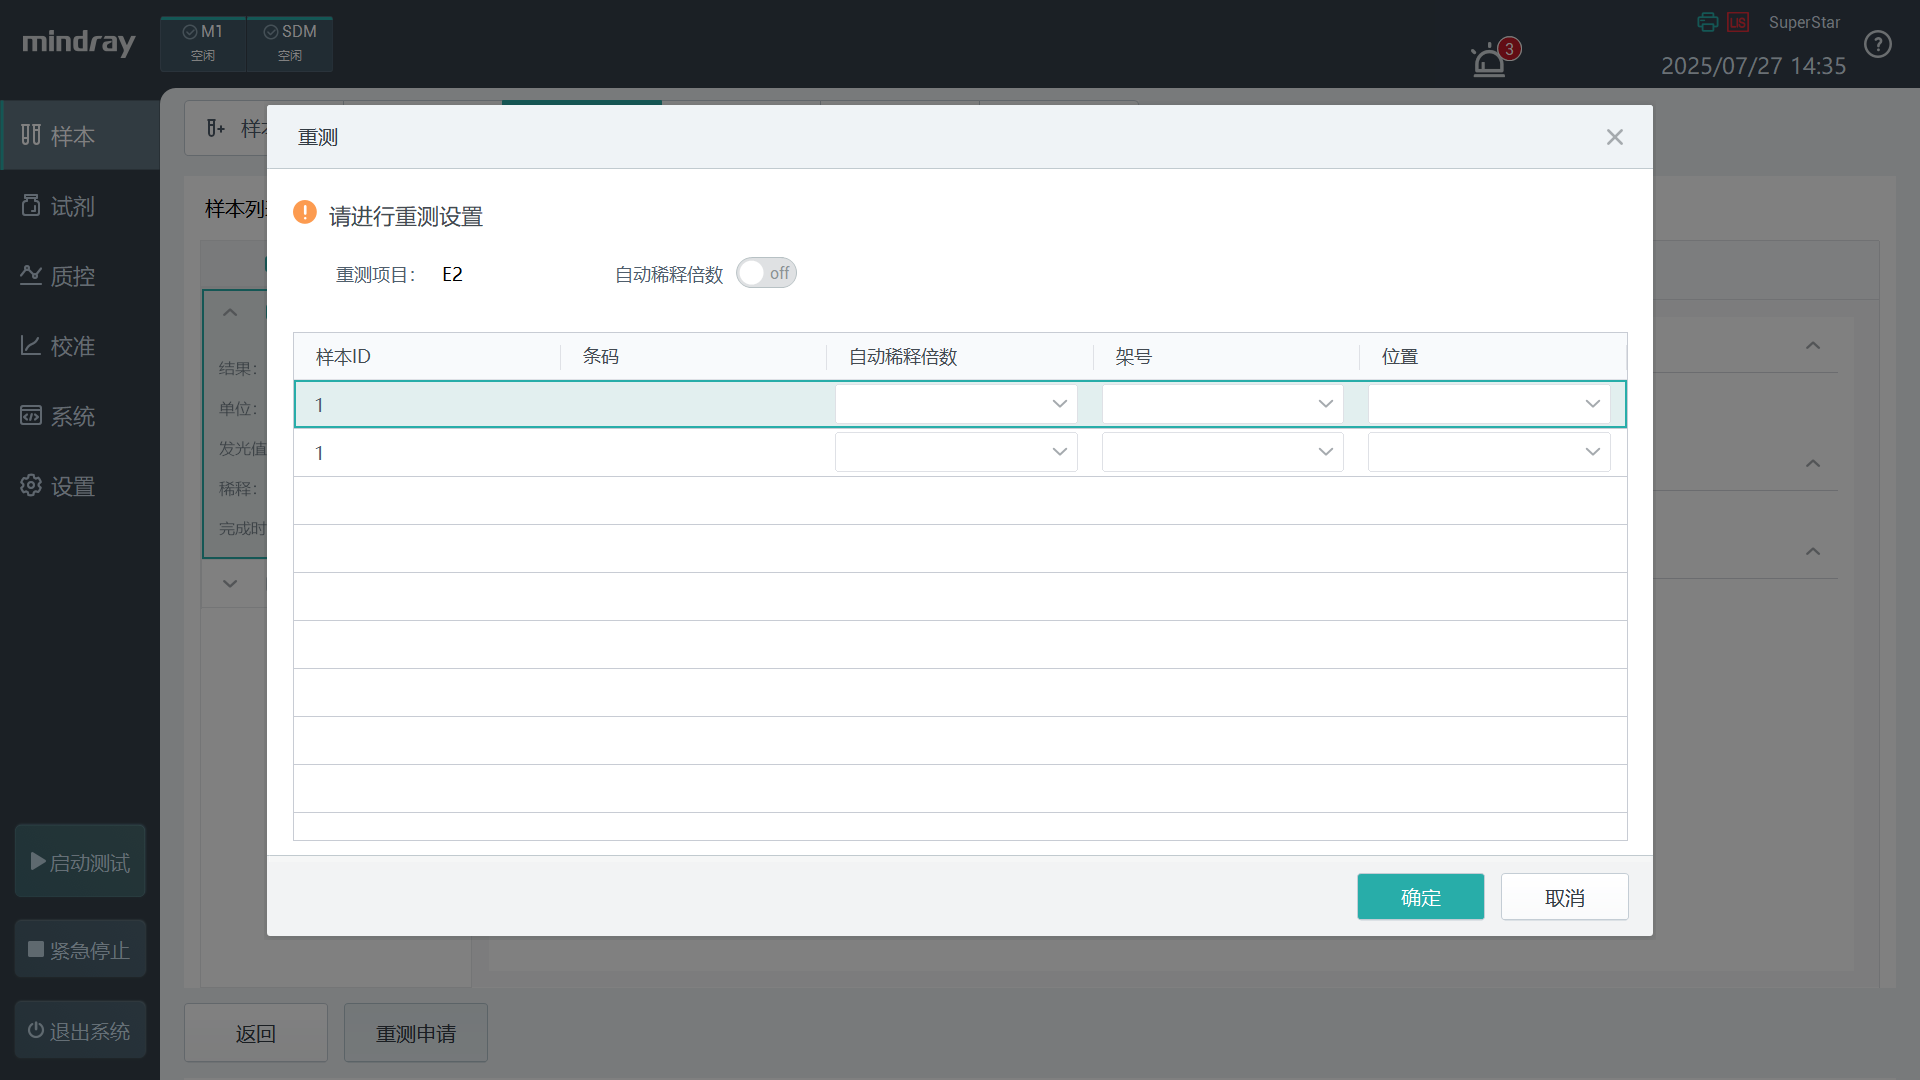 mindray
M1
空闲
SDM
空闲
3
LIS
SuperStar
2025/07/27 14:35
?
样本
试剂
质控
校准
系统
设置
启动测试
紧急停止
退出系统
样本列
结果：
单位：
发光值
稀释：
完成时
重测
请进行重测设置
重测项目： E2
自动稀释倍数 off
样本ID 条码 自动稀释倍数 架号 位置
1
1
确定 取消
返回 重测申请